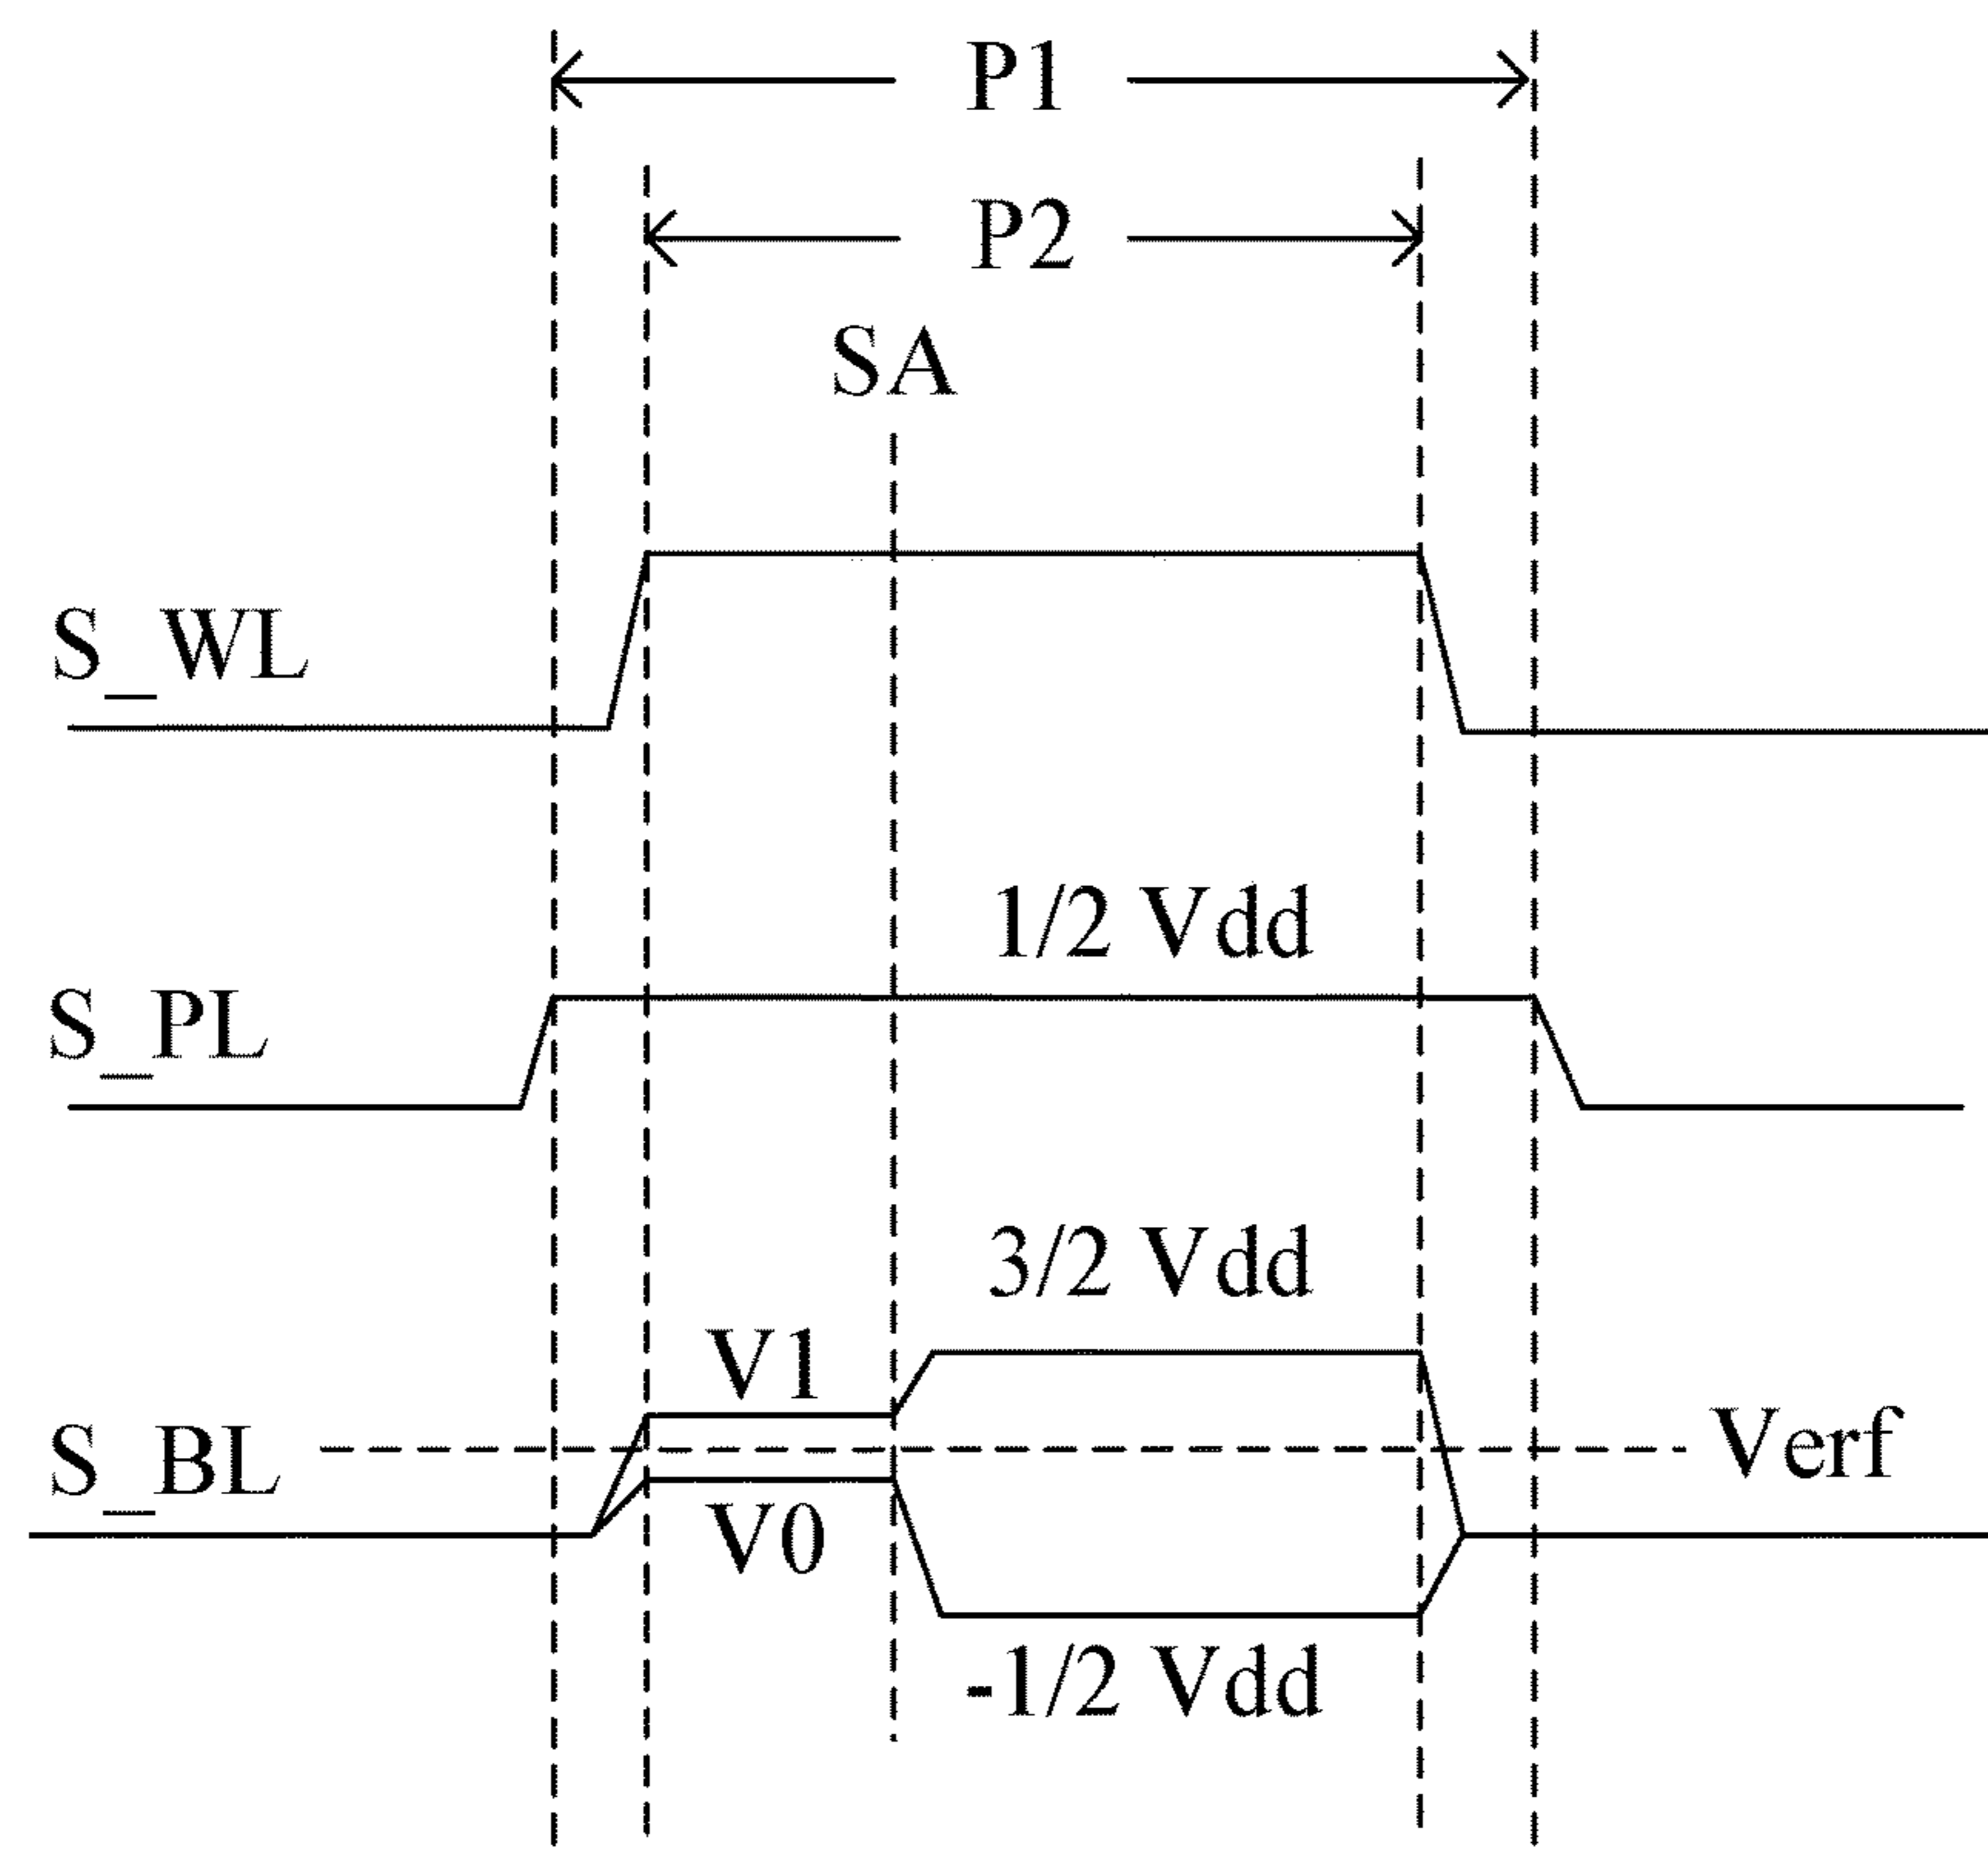 P1
P2
SA
S_WL
1/2 Vdd
S_PL
3/2 Vdd
V1
S_BL
Verf
V0
-1/2 Vdd